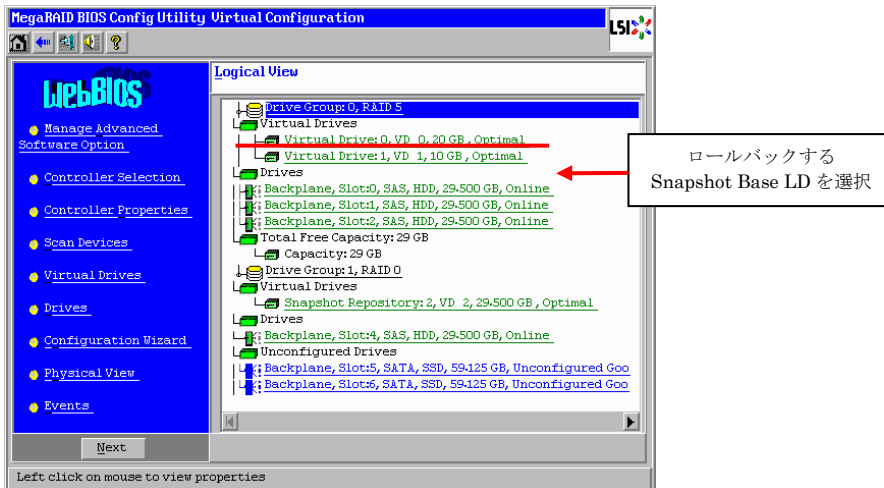 MegaRAID BIOS Config Utility Virtual Configuration
LSI
WebBIOS
Logical View
Manage Advanced
Software Option
Controller Selection
Controller Properties
Scan Devices
Virtual Drives
Drives
Configuration Wizard
Physical View
Events
Next
Drive Group:0, RAID 5
Virtual Drives
Virtual Drive:0, VD 0, 20 GB , Optimal
Virtual Drive:1, VD 1, 10 GB , Optimal
Drives
Backplane, Slot:0, SAS, HDD, 29.500 GB, Online
Backplane, Slot:1, SAS, HDD, 29.500 GB, Online
Backplane, Slot:2, SAS, HDD, 29.500 GB, Online
Total Free Capacity: 29 GB
Capacity: 29 GB
Drive Group:1, RAID 0
Virtual Drives
Snapshot Repository:2, VD 2, 29.500 GB , Optimal
Drives
Backplane, Slot:4, SAS, HDD, 29.500 GB, Online
Unconfigured Drives
Backplane, Slot:5, SATA, SSD, 59.125 GB, Unconfigured Goo
Backplane, Slot:6, SATA, SSD, 59.125 GB, Unconfigured Goo
ロールバックする
Snapshot Base LD を選択
Left click on mouse to view properties